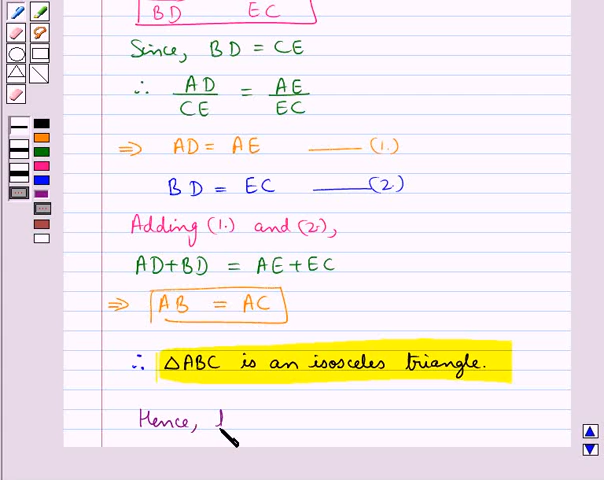 BD EC
Since, BD = CE
∴ AD/CE = AE/EC
⇒ AD = AE —— (1.)
BD = EC —— (2.)
Adding (1.) and (2.),
AD+BD = AE+EC
⇒ AB = AC
∴ △ABC is an isosceles triangle.
Hence,